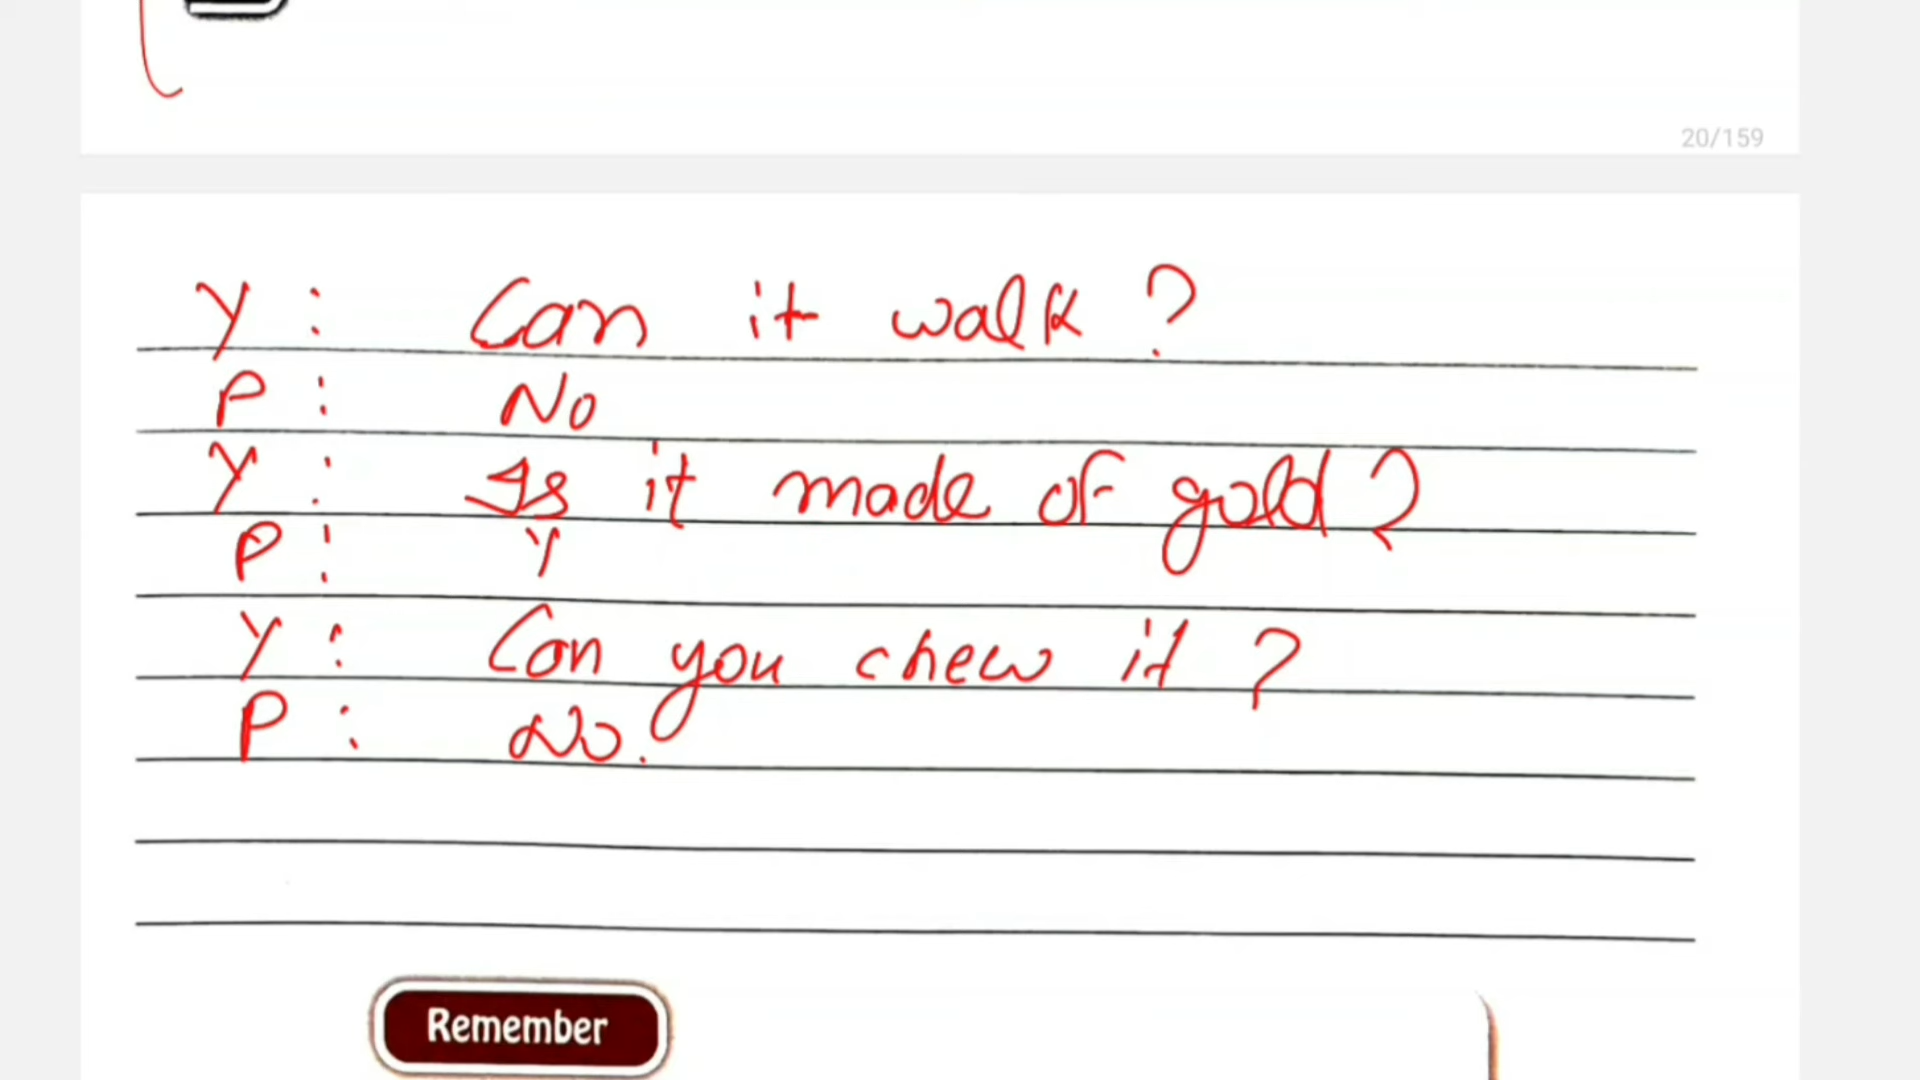 20/159
Y : Can it walk ?
P : No
Y : Is it made of gold ?
P : Y
Y : Can you chew it ?
P : No.
Remember